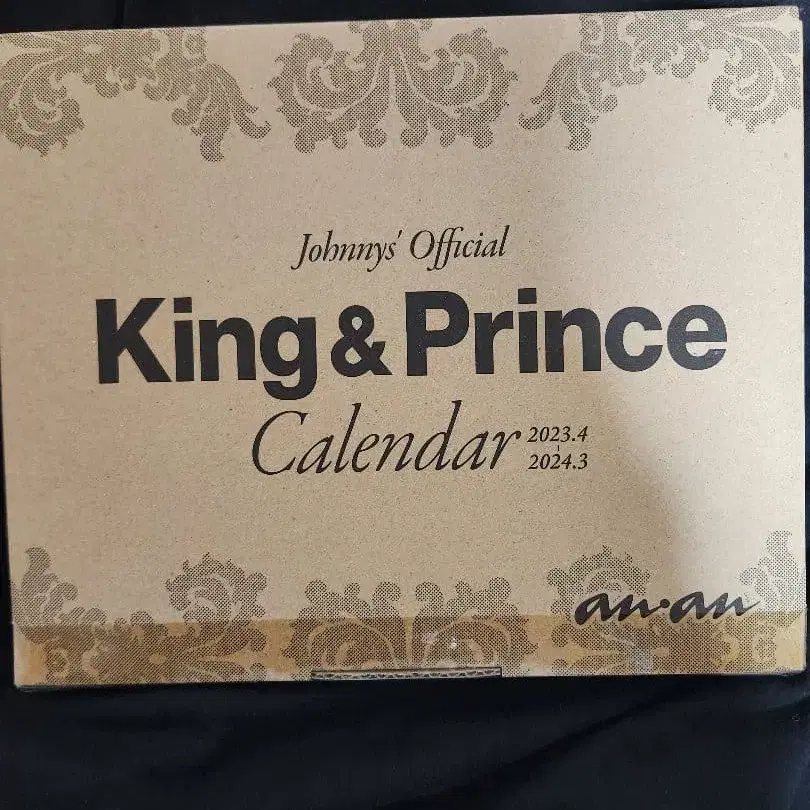 Johnnys' Official
King & Prince
Calendar 2023.4
2024.3
an·an